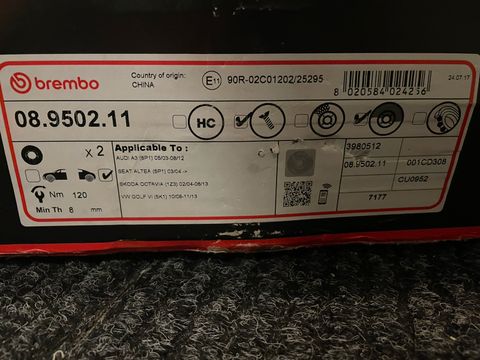 brembo
Country of origin:
CHINA
E11 90R-02C01202/25295
24.07.17
8 020584 024256
08.9502.11
HC
x 2
Nm 120
Min Th 8 mm
Applicable To :
AUDI A3 (8P1) 05/03-08/12
SEAT ALTEA (5P1) 03/04 ->
SKODA OCTAVIA (1Z3) 02/04-06/13
VW GOLF VI (5K1) 10/08-11/13
3980512
08.9502.11 001CD308
CU0952
7177